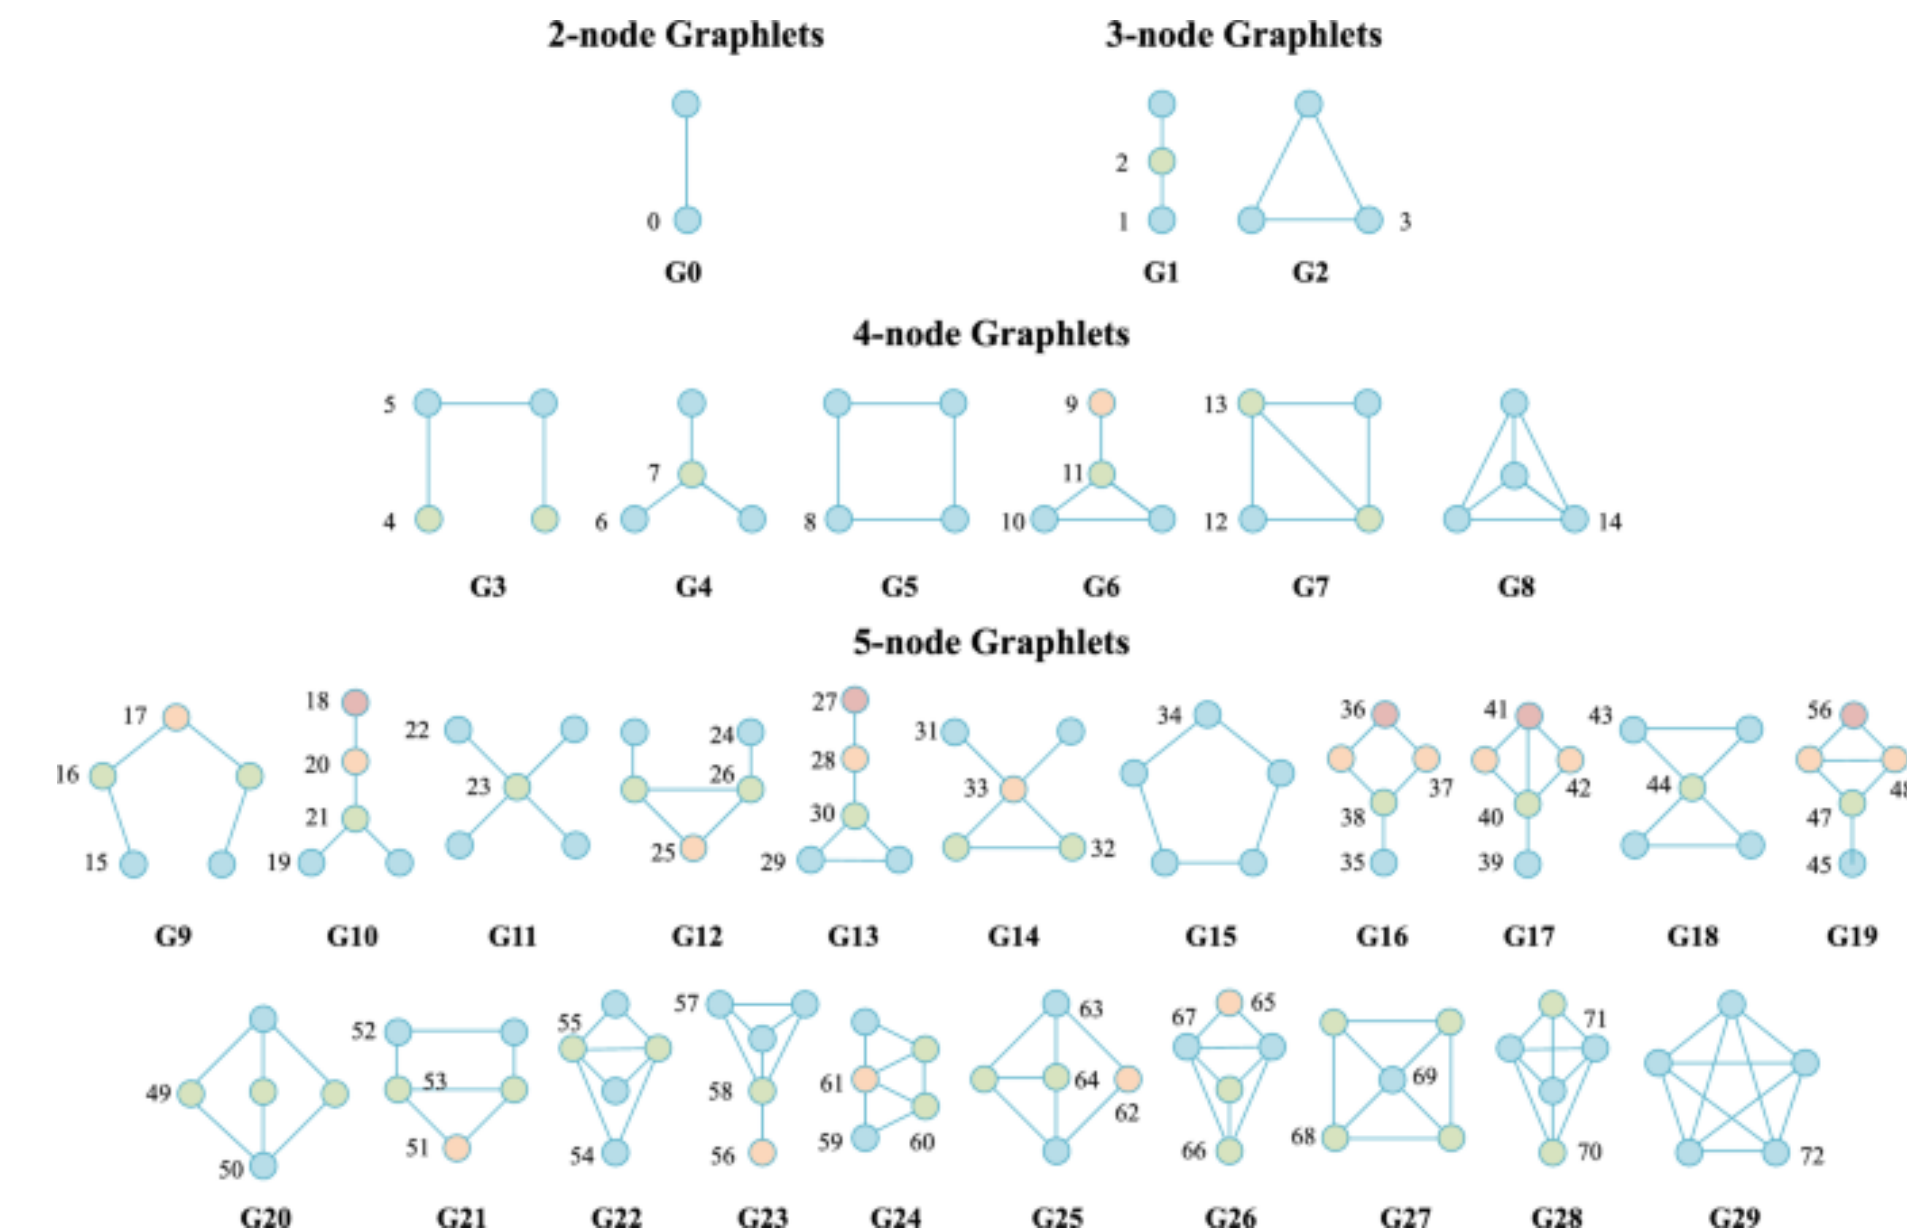 2-node Graphlets 3-node Graphlets
2
0 1 3
G0 G1 G2
4-node Graphlets
5 9 13
7 11
4 6 8 10 12 14
G3 G4 G5 G6 G7 G8
5-node Graphlets
17 18 22 24 27 31 34 36 41 43 56
16 20 23 26 28 33 37 42 44 48
21 25 30 32 38 40 47
15 19 29 35 39 45
G9 G10 G11 G12 G13 G14 G15 G16 G17 G18 G19
52 55 57 63 67 65 71
49 53 58 61 64 69
50 51 54 56 59 60 62 66 68 70 72
G20 G21 G22 G23 G24 G25 G26 G27 G28 G29